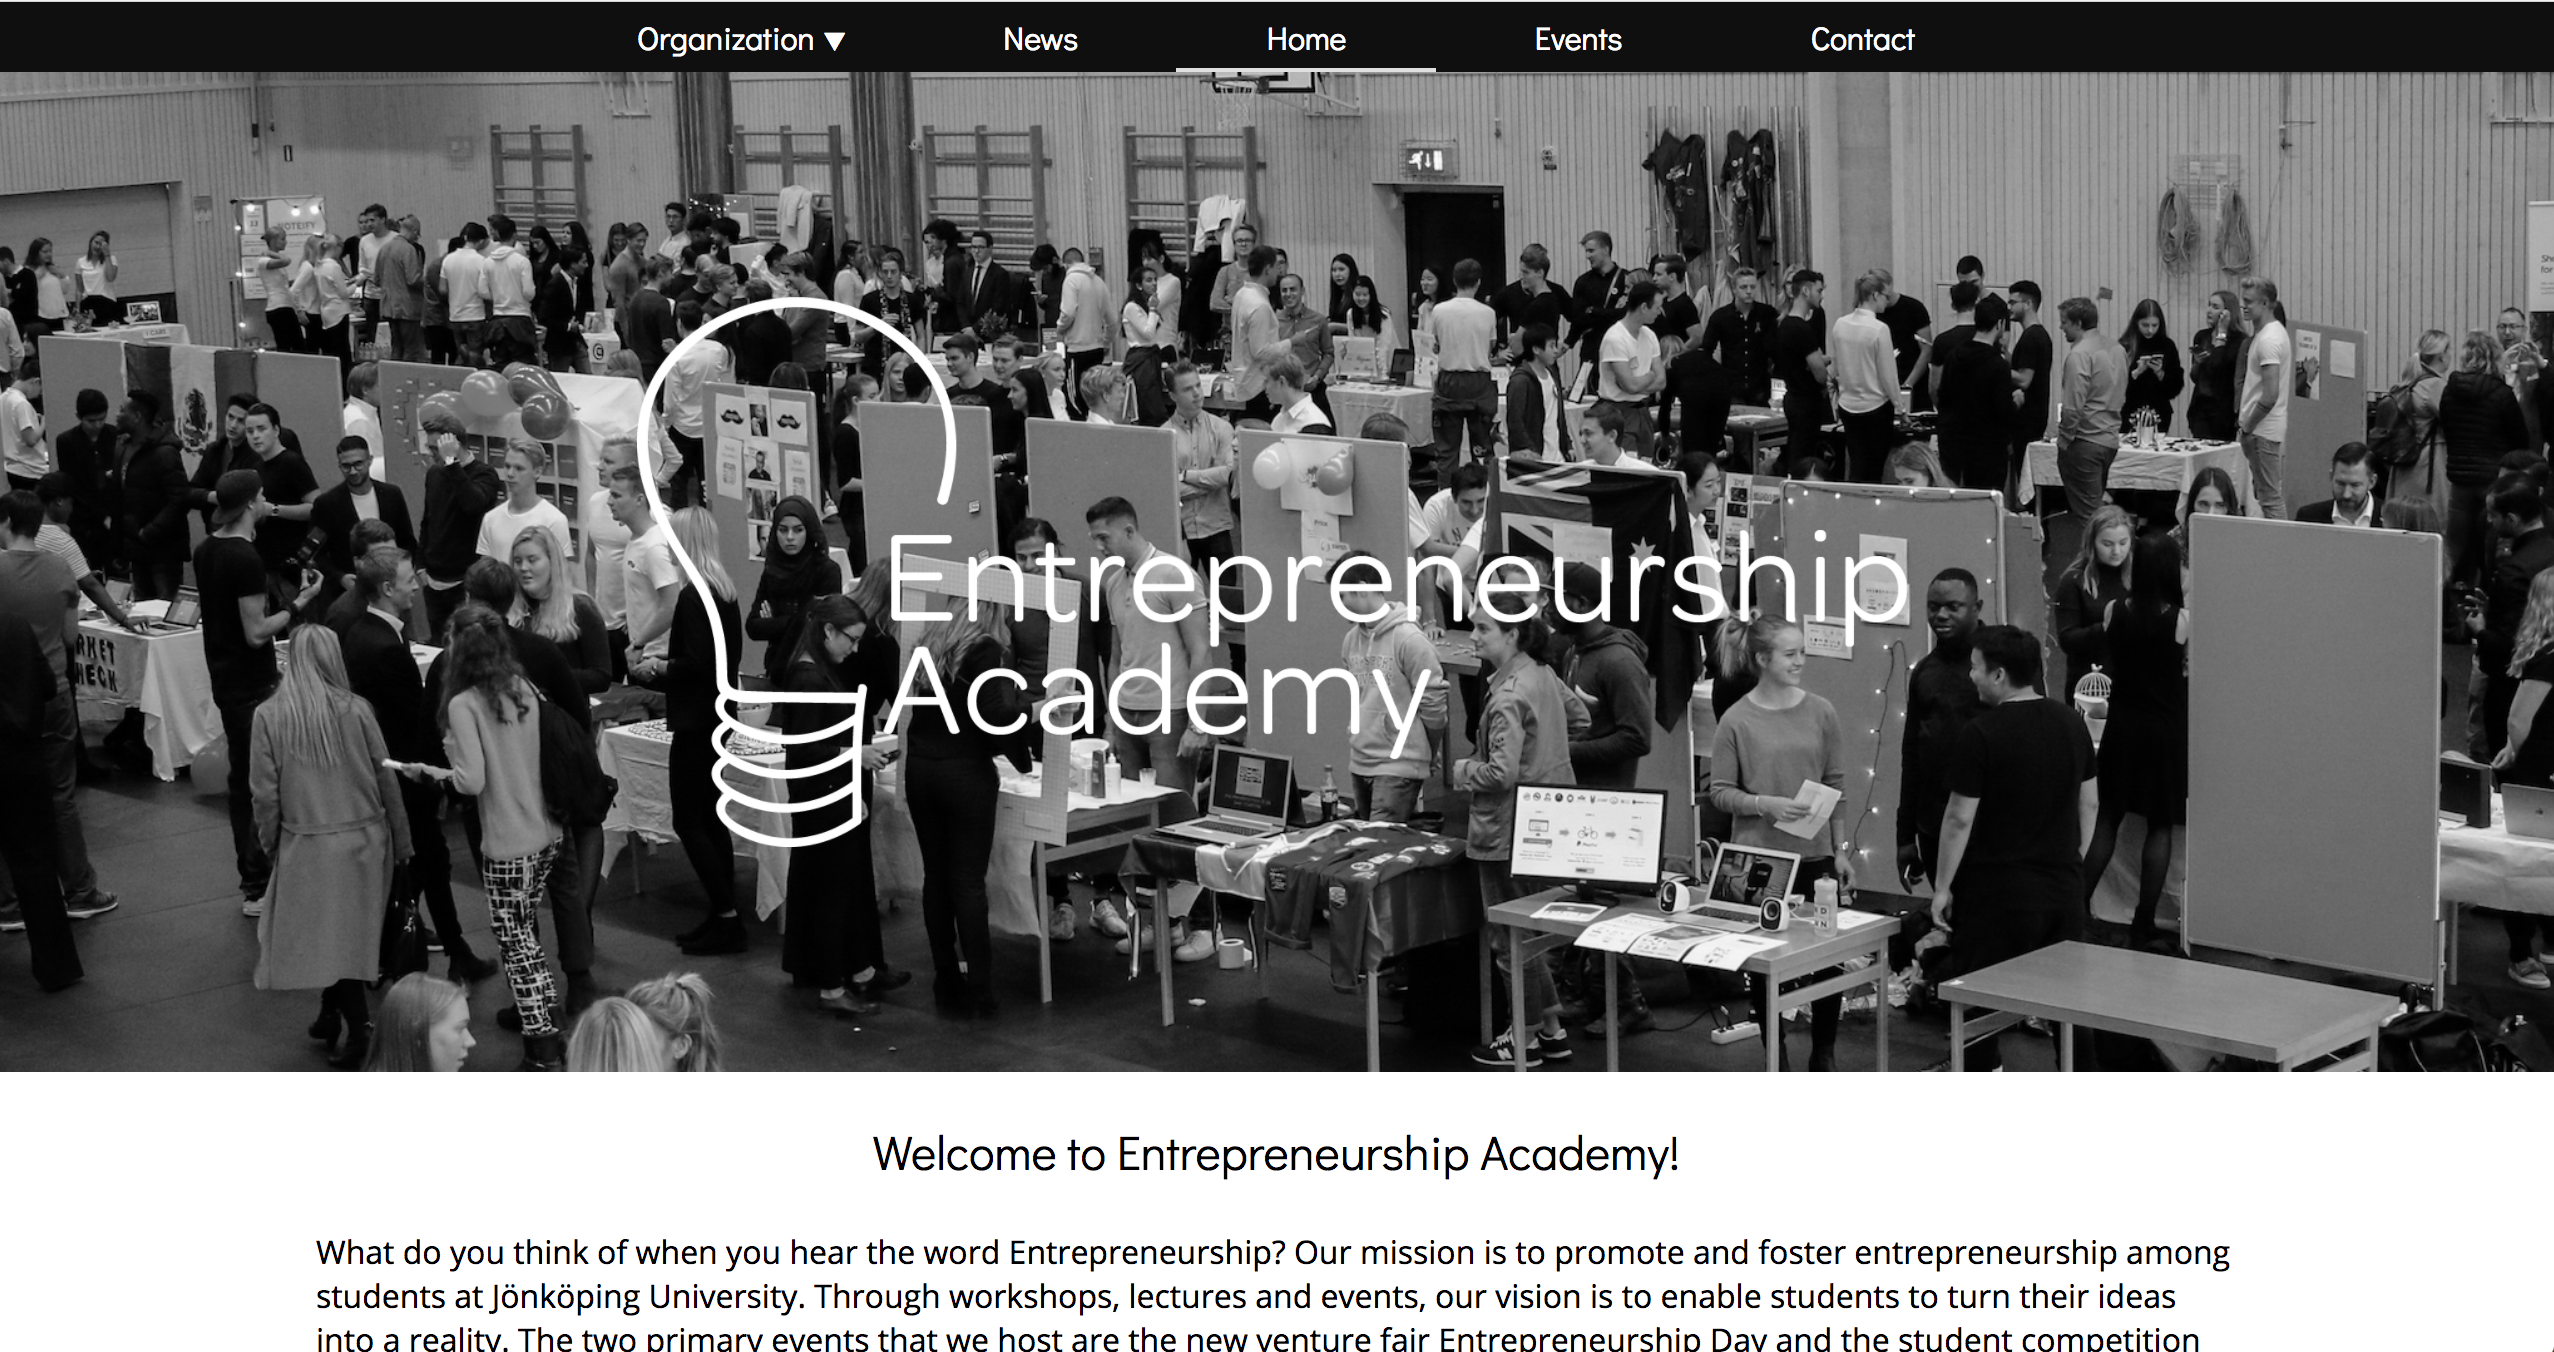 Organization ▼ News Home Events Contact
Entrepreneurship
Academy
Welcome to Entrepreneurship Academy!
What do you think of when you hear the word Entrepreneurship? Our mission is to promote and foster entrepreneurship among
students at Jönköping University. Through workshops, lectures and events, our vision is to enable students to turn their ideas
into a reality. The two primary events that we host are the new venture fair Entrepreneurship Day and the student competition